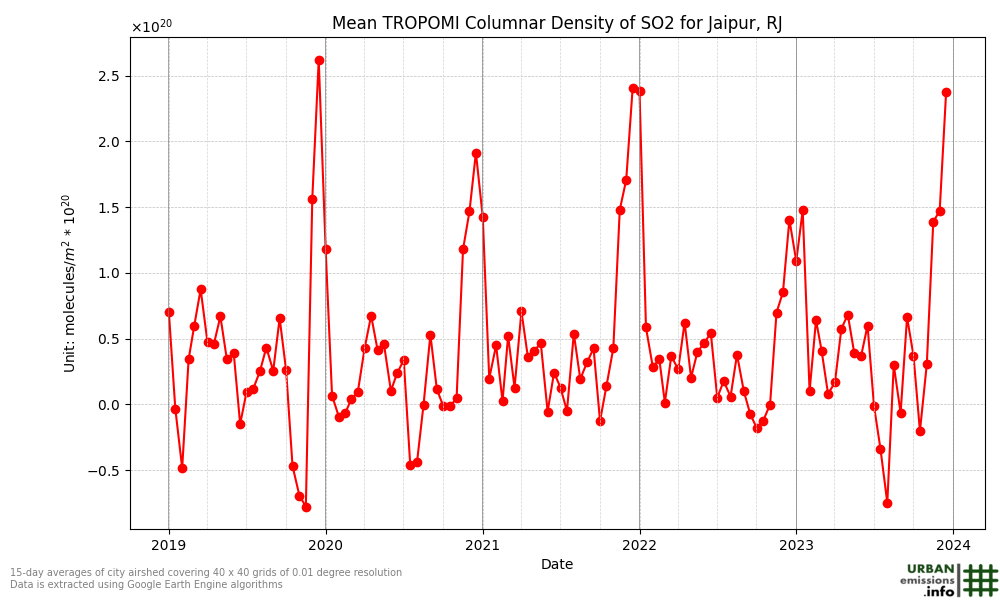 Mean TROPOMI Columnar Density of SO2 for Jaipur, RJ
×10²⁰
2.5
2.0
1.5
1.0
0.5
0.0
−0.5
Unit: molecules/m² * 10²⁰
2019 2020 2021 2022 2023 2024
Date
15-day averages of city airshed covering 40 x 40 grids of 0.01 degree resolution
Data is extracted using Google Earth Engine algorithms
URBAN
emissions
.info